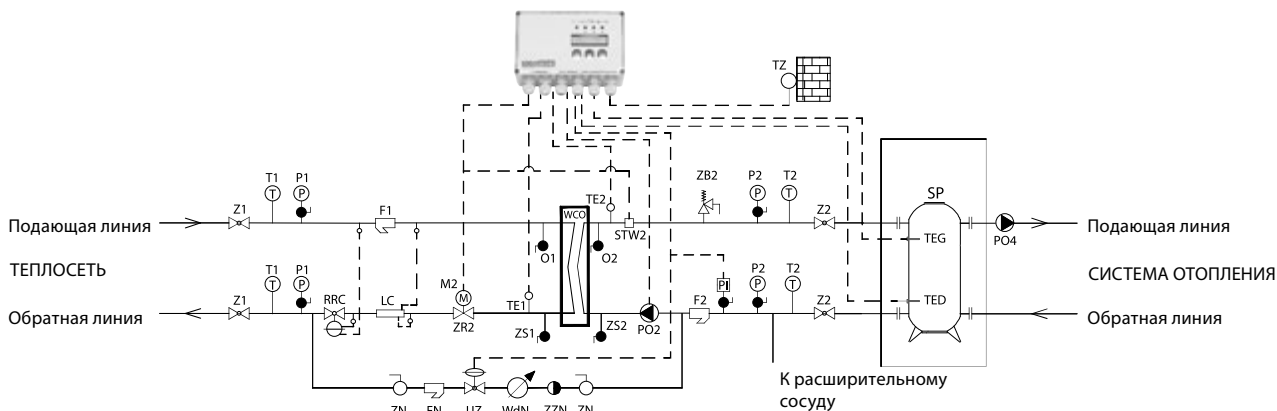 TZ
T1
P1
F1
TE2
ZB2
P2
T2
SP
Z1
WCO
Z2
Подающая линия
STW2
TEG
PO4
Подающая линия
O1
O2
ТЕПЛОСЕТЬ
СИСТЕМА ОТОПЛЕНИЯ
T1
P1
M2
PI
P2
T2
Z1
RRC
LC
M
TE1
F2
Z2
TED
Обратная линия
ZR2
ZS1
ZS2
PO2
Обратная линия
К расширительному
сосуду
ZN
FN
UZ
WdN
ZZN
ZN
T
P
P
T
T
P
P
T